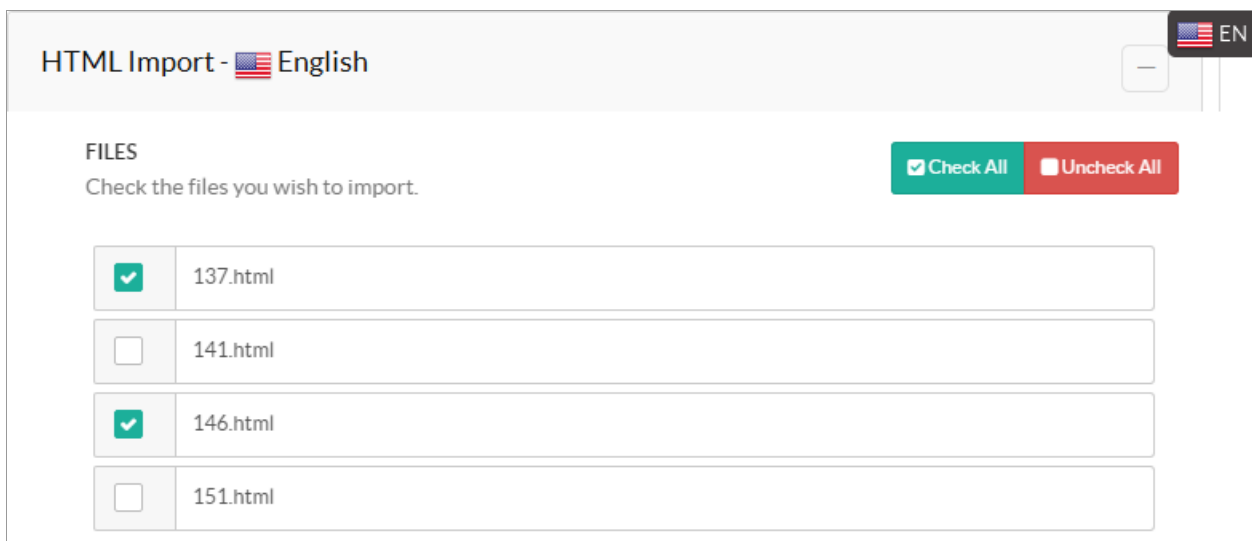 EN
HTML Import - English
FILES
Check the files you wish to import.
Check All
Uncheck All
137.html
141.html
146.html
151.html